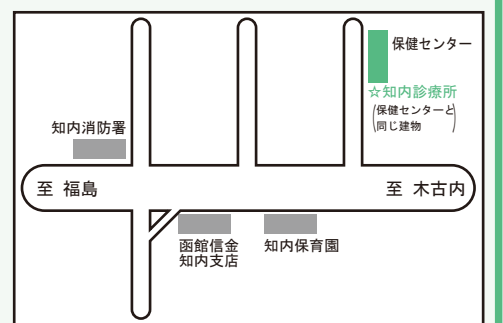 保健センター
☆知内診療所
(保健センターと
同じ建物)
知内消防署
至 福島
至 木古内
函館信金
知内支店
知内保育園